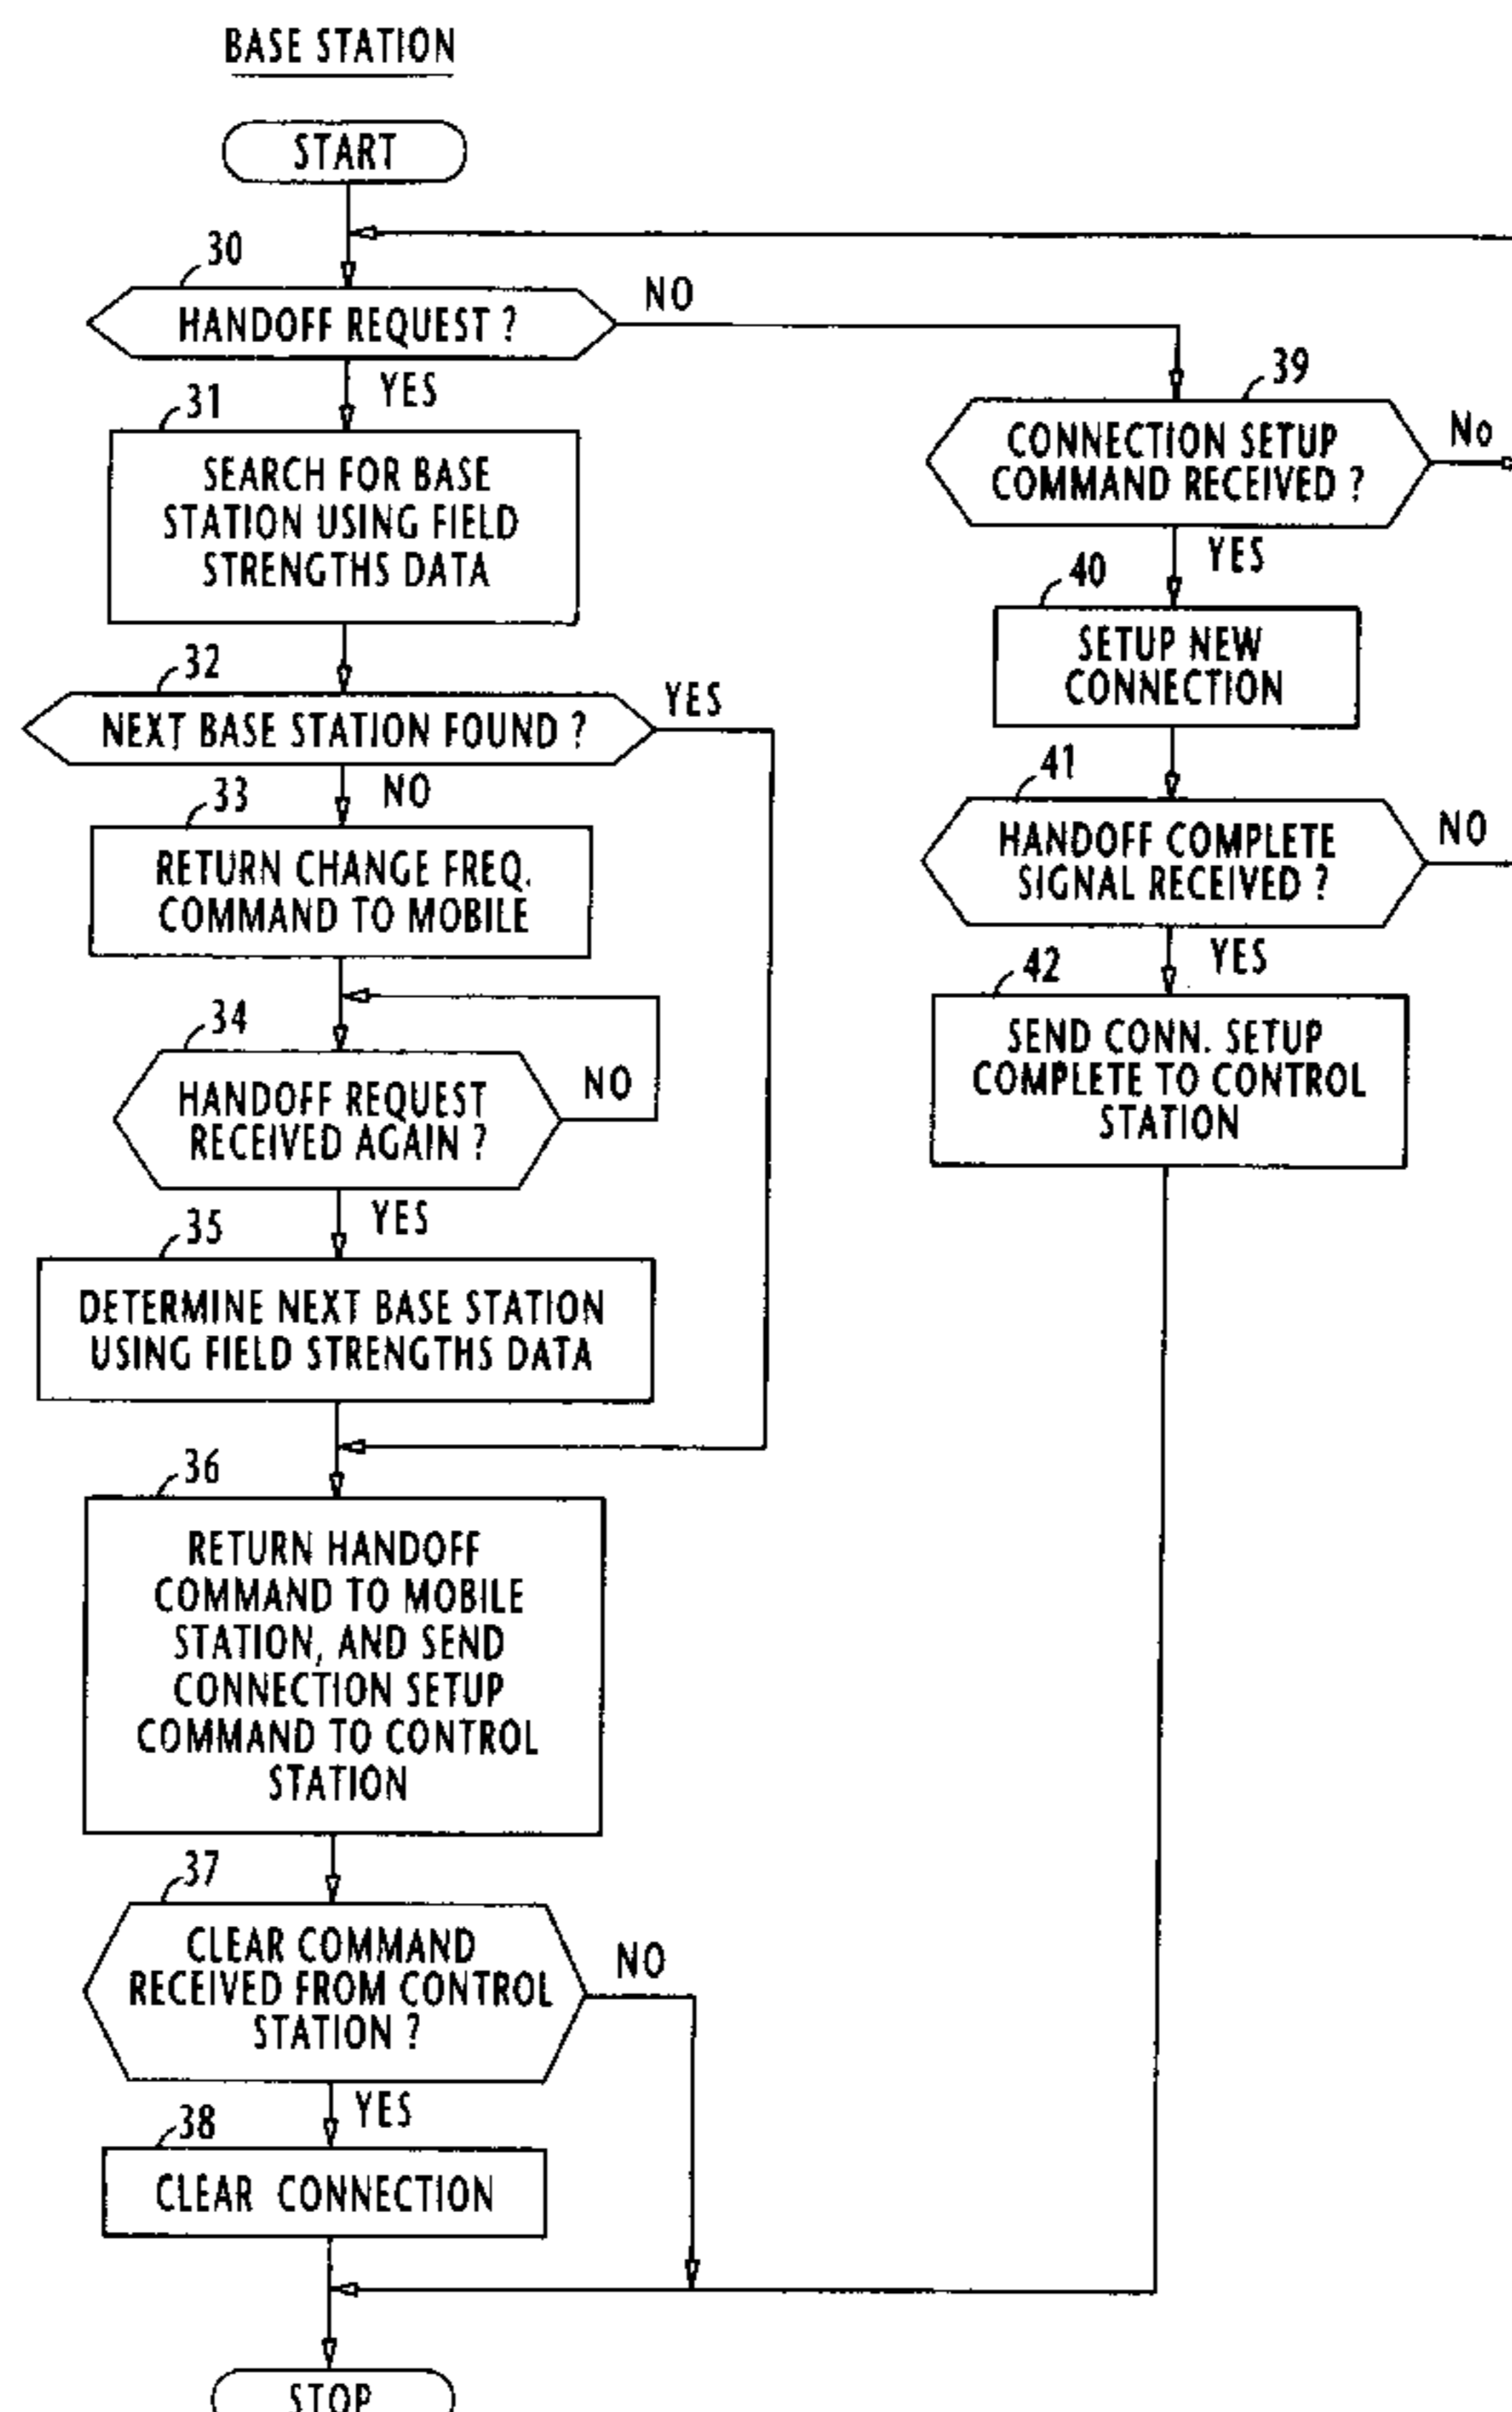 BASE STATION
START
30
HANDOFF REQUEST ?
NO
YES
31
SEARCH FOR BASE
STATION USING FIELD
STRENGTHS DATA
32
NEXT BASE STATION FOUND ?
YES
NO
33
RETURN CHANGE FREQ.
COMMAND TO MOBILE
34
HANDOFF REQUEST
RECEIVED AGAIN ?
NO
YES
35
DETERMINE NEXT BASE STATION
USING FIELD STRENGTHS DATA
36
RETURN HANDOFF
COMMAND TO MOBILE
STATION, AND SEND
CONNECTION SETUP
COMMAND TO CONTROL
STATION
37
CLEAR COMMAND
RECEIVED FROM CONTROL
STATION ?
NO
YES
38
CLEAR CONNECTION
STOP
39
CONNECTION SETUP
COMMAND RECEIVED ?
No
YES
40
SETUP NEW
CONNECTION
41
HANDOFF COMPLETE
SIGNAL RECEIVED ?
NO
YES
42
SEND CONN. SETUP
COMPLETE TO CONTROL
STATION